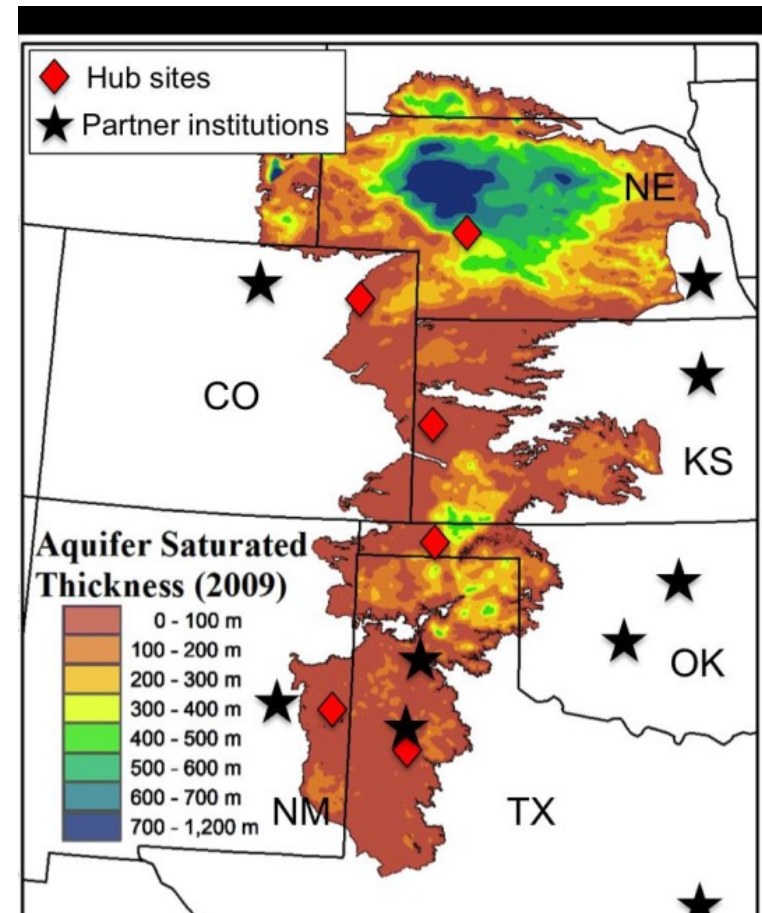 Hub sites
Partner institutions
NE
CO
KS
Aquifer Saturated
Thickness (2009)
0 - 100 m
100 - 200 m
200 - 300 m
300 - 400 m
400 - 500 m
500 - 600 m
600 - 700 m
700 - 1,200 m
OK
NM
TX